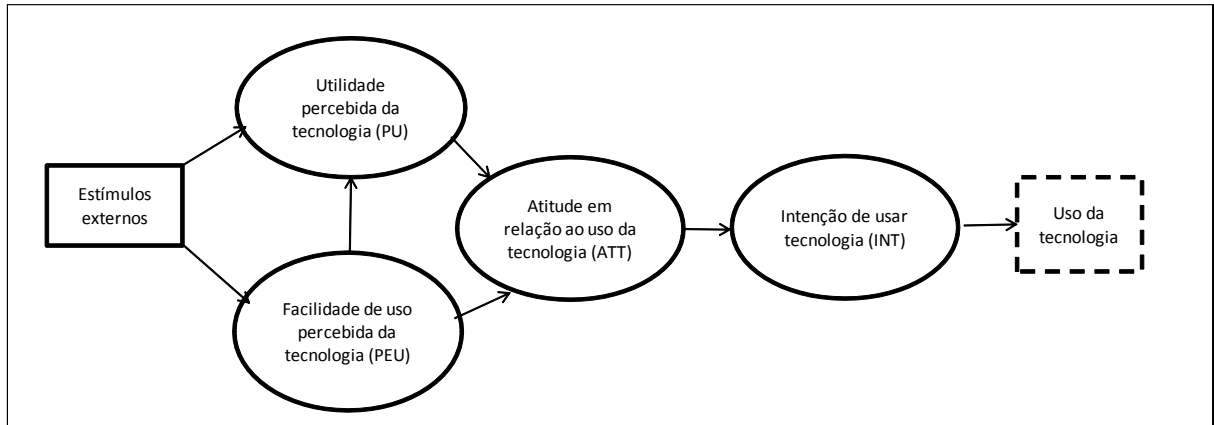 Utilidade
percebida da
tecnologia (PU)
Estímulos
externos
Facilidade de uso
percebida da
tecnologia (PEU)
Atitude em
relação ao uso da
tecnologia (ATT)
Intenção de usar
tecnologia (INT)
Uso da
tecnologia